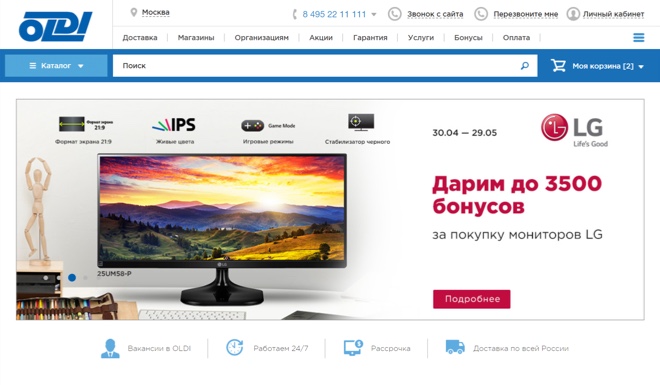 OLDI
Москва
8 495 22 11 111
Звонок с сайта
Перезвоните мне
Личный кабинет
Доставка
Магазины
Организациям
Акции
Гарантия
Услуги
Бонусы
Оплата
Каталог
Поиск
Моя корзина [2]
Формат экрана
21:9
IPS
Game Mode
Формат экрана 21:9
Живые цвета
Игровые режимы
Стабилизатор черного
30.04 — 29.05
LG
Life's Good
Дарим до 3500
бонусов
за покупку мониторов LG
LG
25UM58-P
Подробнее
Вакансии в OLDI
Работаем 24/7
Рассрочка
Доставка по всей России